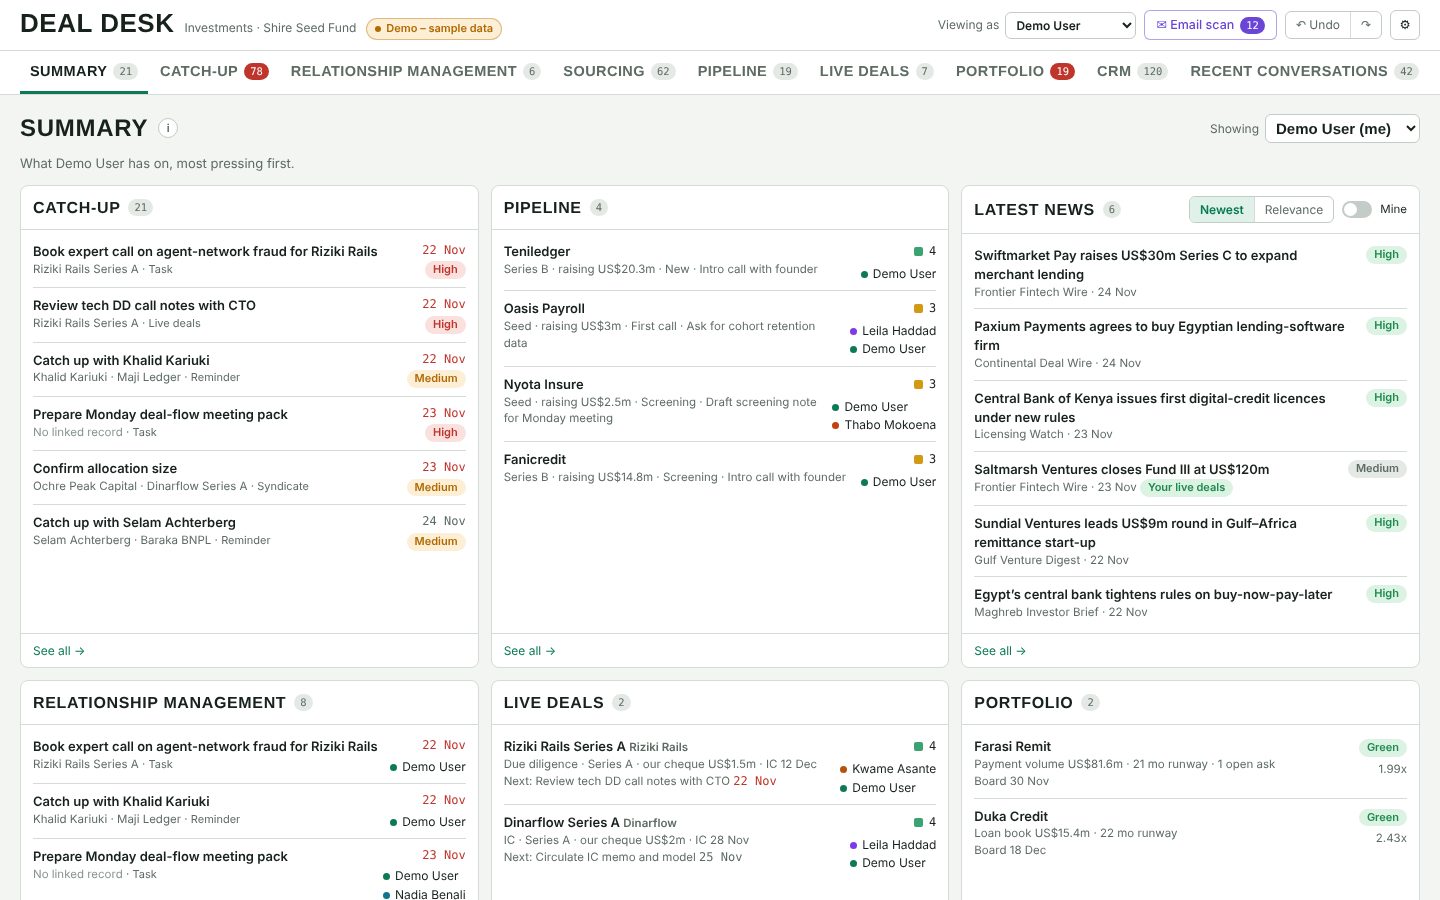 DEAL DESK Investments · Shire Seed Fund Demo – sample data
Viewing as Demo User Email scan 12 Undo
SUMMARY 21 CATCH-UP 78 RELATIONSHIP MANAGEMENT 6 SOURCING 62 PIPELINE 19 LIVE DEALS 7 PORTFOLIO 19 CRM 120 RECENT CONVERSATIONS 42
SUMMARY i
Showing Demo User (me)
What Demo User has on, most pressing first.
CATCH-UP 21
Book expert call on agent-network fraud for Riziki Rails 22 Nov
Riziki Rails Series A · Task High
Review tech DD call notes with CTO 22 Nov
Riziki Rails Series A · Live deals High
Catch up with Khalid Kariuki 22 Nov
Khalid Kariuki · Maji Ledger · Reminder Medium
Prepare Monday deal-flow meeting pack 23 Nov
No linked record · Task High
Confirm allocation size 23 Nov
Ochre Peak Capital · Dinarflow Series A · Syndicate Medium
Catch up with Selam Achterberg 24 Nov
Selam Achterberg · Baraka BNPL · Reminder Medium
See all →
PIPELINE 4
Teniledger 4
Series B · raising US$20.3m · New · Intro call with founder Demo User
Oasis Payroll 3
Seed · raising US$3m · First call · Ask for cohort retention
data
Leila Haddad
Demo User
Nyota Insure 3
Seed · raising US$2.5m · Screening · Draft screening note
for Monday meeting
Demo User
Thabo Mokoena
Fanicredit 3
Series B · raising US$14.8m · Screening · Intro call with founder Demo User
See all →
LATEST NEWS 6 Newest Relevance Mine
Swiftmarket Pay raises US$30m Series C to expand
merchant lending
High
Frontier Fintech Wire · 24 Nov
Paxium Payments agrees to buy Egyptian lending-software
firm
High
Continental Deal Wire · 24 Nov
Central Bank of Kenya issues first digital-credit licences
under new rules
High
Licensing Watch · 23 Nov
Saltmarsh Ventures closes Fund III at US$120m Medium
Frontier Fintech Wire · 23 Nov Your live deals
Sundial Ventures leads US$9m round in Gulf–Africa
remittance start-up
High
Gulf Venture Digest · 22 Nov
Egypt’s central bank tightens rules on buy-now-pay-later High
Maghreb Investor Brief · 22 Nov
See all →
RELATIONSHIP MANAGEMENT 8
Book expert call on agent-network fraud for Riziki Rails 22 Nov
Riziki Rails Series A · Task Demo User
Catch up with Khalid Kariuki 22 Nov
Khalid Kariuki · Maji Ledger · Reminder Demo User
Prepare Monday deal-flow meeting pack 23 Nov
No linked record · Task Demo User
Nadia Benali
LIVE DEALS 2
Riziki Rails Series A Riziki Rails 4
Due diligence · Series A · our cheque US$1.5m · IC 12 Dec
Next: Review tech DD call notes with CTO 22 Nov
Kwame Asante
Demo User
Dinarflow Series A Dinarflow 4
IC · Series A · our cheque US$2m · IC 28 Nov
Next: Circulate IC memo and model 25 Nov
Leila Haddad
Demo User
PORTFOLIO 2
Farasi Remit Green
Payment volume US$81.6m · 21 mo runway · 1 open ask 1.99x
Board 30 Nov
Duka Credit Green
Loan book US$15.4m · 22 mo runway 2.43x
Board 18 Dec